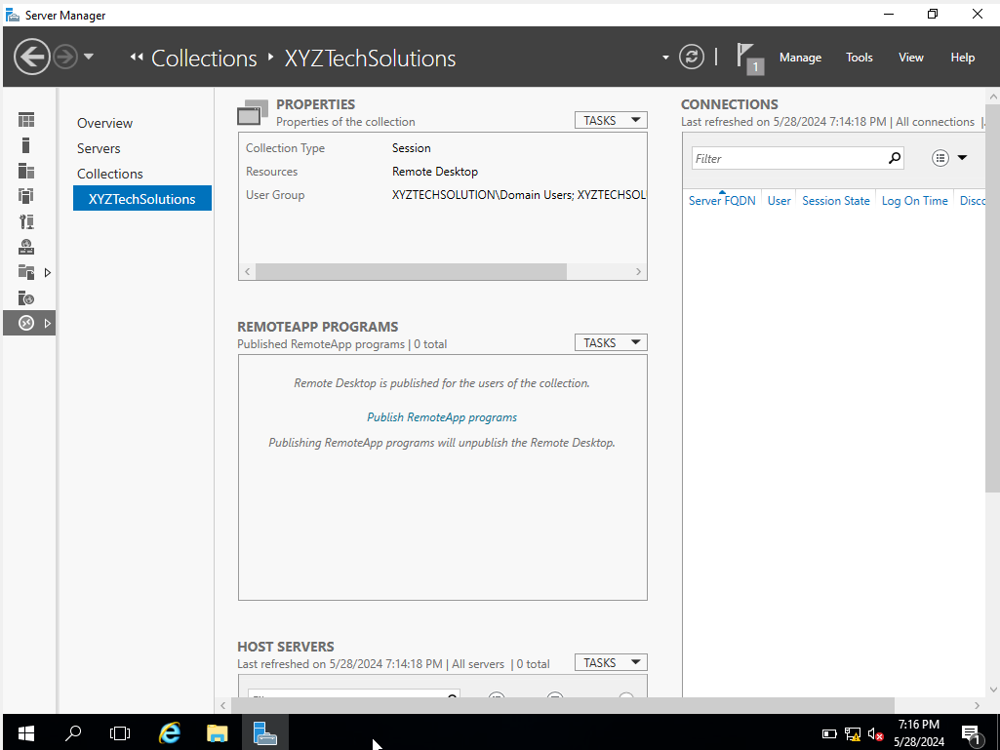 Server Manager
Collections
XYZTechSolutions
1
Manage
Tools
View
Help
Overview
Servers
Collections
XYZTechSolutions
PROPERTIES
Properties of the collection
TASKS
Collection Type Session
Resources Remote Desktop
User Group XYZTECHSOLUTION\Domain Users; XYZTECHSOL
REMOTEAPP PROGRAMS
Published RemoteApp programs | 0 total
TASKS
Remote Desktop is published for the users of the collection.
Publish RemoteApp programs
Publishing RemoteApp programs will unpublish the Remote Desktop.
HOST SERVERS
Last refreshed on 5/28/2024 7:14:18 PM | All servers | 0 total
TASKS
CONNECTIONS
Last refreshed on 5/28/2024 7:14:18 PM | All connections |
Filter
Server FQDN User Session State Log On Time Disco
7:16 PM
5/28/2024
1